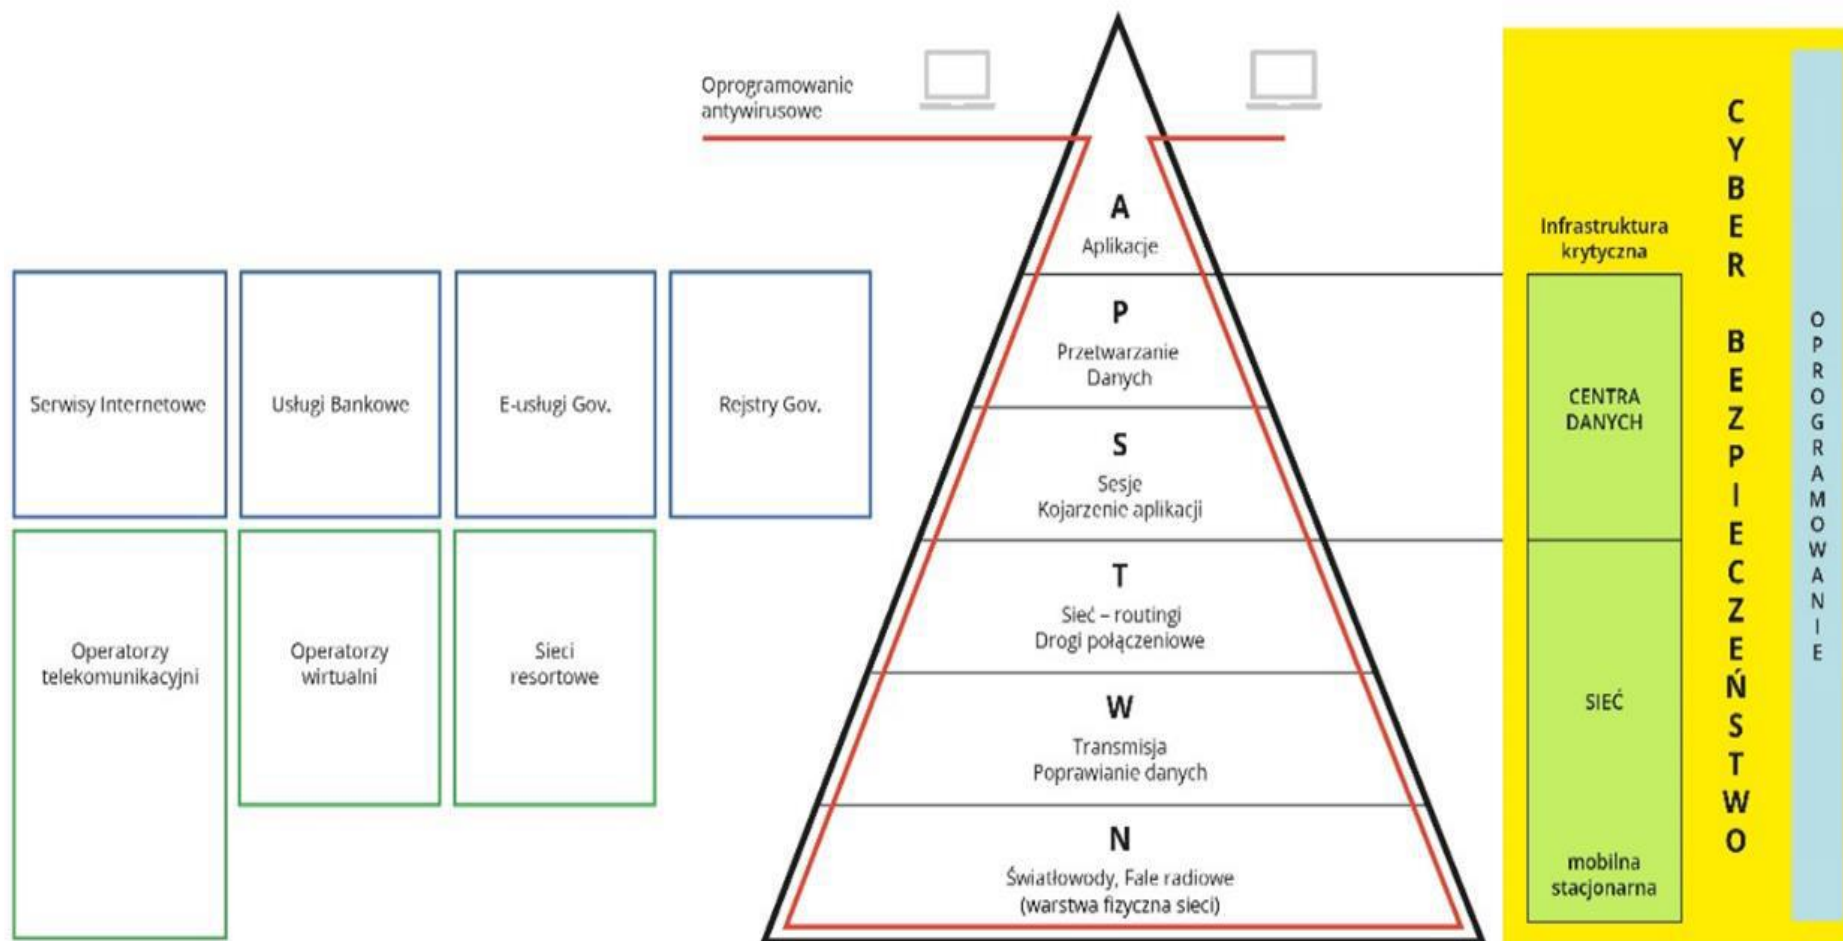 Oprogramowanie
antywirusowe
Serwisy Internetowe
Usługi Bankowe
E-usługi Gov.
Rejstry Gov.
Operatorzy
telekomunikacyjni
Operatorzy
wirtualni
Sieci
resortowe
A
Aplikacje
P
Przetwarzanie
Danych
S
Sesje
Kojarzenie aplikacji
T
Sieć – routingi
Drogi połączeniowe
W
Transmisja
Poprawianie danych
N
Światłowody, Fale radiowe
(warstwa fizyczna sieci)
Infrastruktura
krytyczna
CENTRA
DANYCH
SIEĆ
mobilna
stacjonarna
CYBER BEZPIECZEŃSTWO
OPROGRAMOWANIE